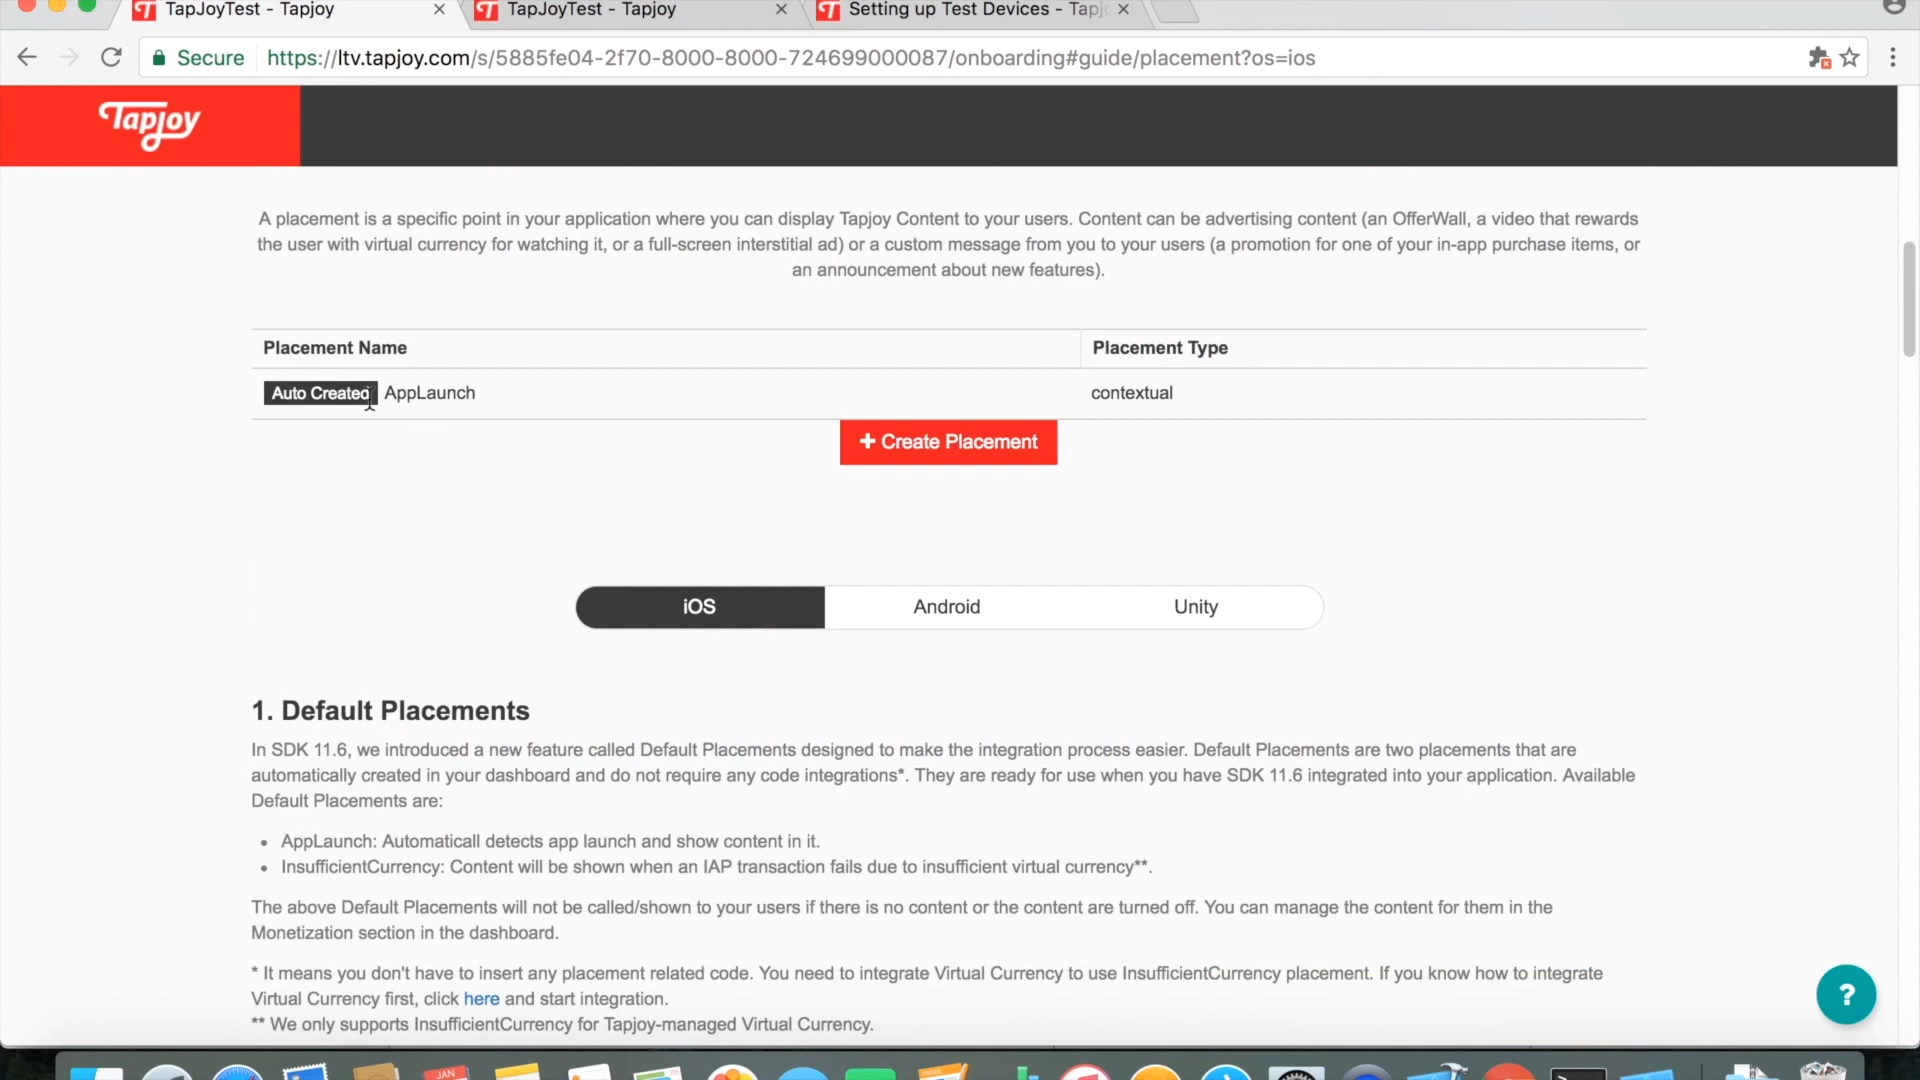 TapJoyTest - Tapjoy
TapJoyTest - Tapjoy
Setting up Test Devices - Tapj
Secure
https://ltv.tapjoy.com/s/5885fe04-2f70-8000-8000-724699000087/onboarding#guide/placement?os=ios
Tapjoy
A placement is a specific point in your application where you can display Tapjoy Content to your users. Content can be advertising content (an OfferWall, a video that rewards
the user with virtual currency for watching it, or a full-screen interstitial ad) or a custom message from you to your users (a promotion for one of your in-app purchase items, or
an announcement about new features).
Placement Name
Placement Type
Auto Created AppLaunch
contextual
+ Create Placement
iOS
Android
Unity
1. Default Placements
In SDK 11.6, we introduced a new feature called Default Placements designed to make the integration process easier. Default Placements are two placements that are
automatically created in your dashboard and do not require any code integrations*. They are ready for use when you have SDK 11.6 integrated into your application. Available
Default Placements are:
• AppLaunch: Automaticall detects app launch and show content in it.
• InsufficientCurrency: Content will be shown when an IAP transaction fails due to insufficient virtual currency**.
The above Default Placements will not be called/shown to your users if there is no content or the content are turned off. You can manage the content for them in the
Monetization section in the dashboard.
* It means you don't have to insert any placement related code. You need to integrate Virtual Currency to use InsufficientCurrency placement. If you know how to integrate
Virtual Currency first, click here and start integration.
** We only supports InsufficientCurrency for Tapjoy-managed Virtual Currency.
?
JAN